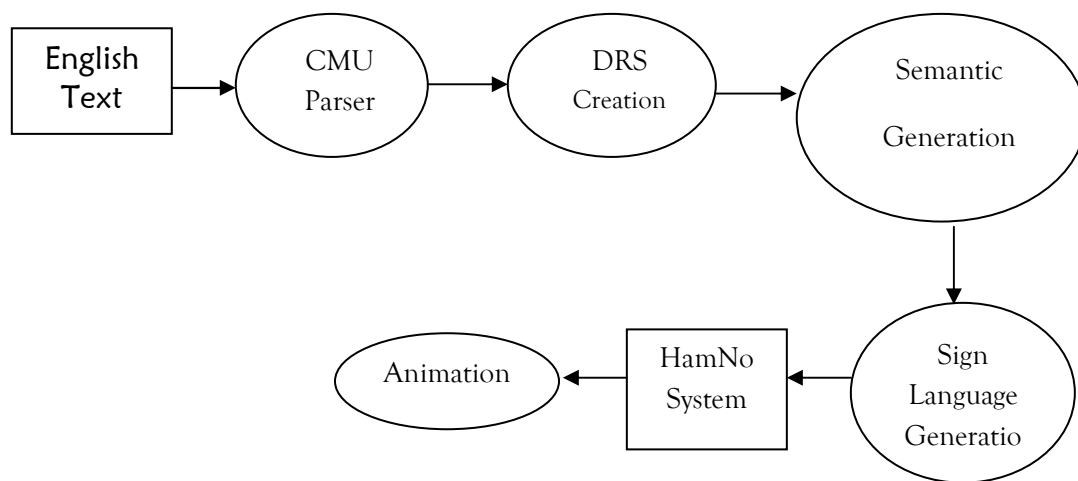 English
Text
CMU
Parser
DRS
Creation
Semantic
Generation
Sign
Language
Generatio
HamNo
System
Animation